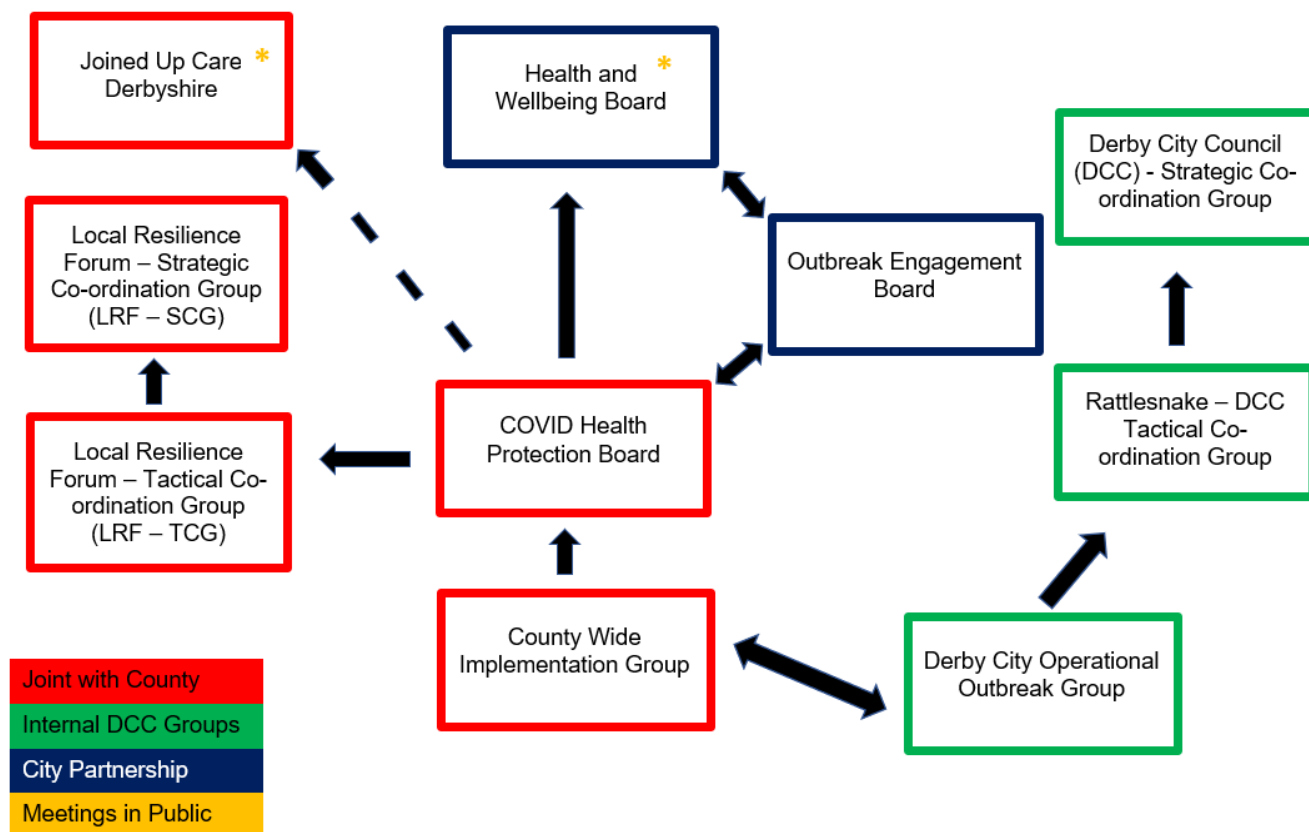 Joined Up Care *
Derbyshire
Health and *
Wellbeing Board
Derby City Council
(DCC) - Strategic Co-
ordination Group
Local Resilience
Forum – Strategic
Co-ordination Group
(LRF – SCG)
Outbreak Engagement
Board
Local Resilience
Forum – Tactical Co-
ordination Group
(LRF – TCG)
COVID Health
Protection Board
Rattlesnake – DCC
Tactical Co-
ordination Group
County Wide
Implementation Group
Derby City Operational
Outbreak Group
Joint with County
Internal DCC Groups
City Partnership
Meetings in Public